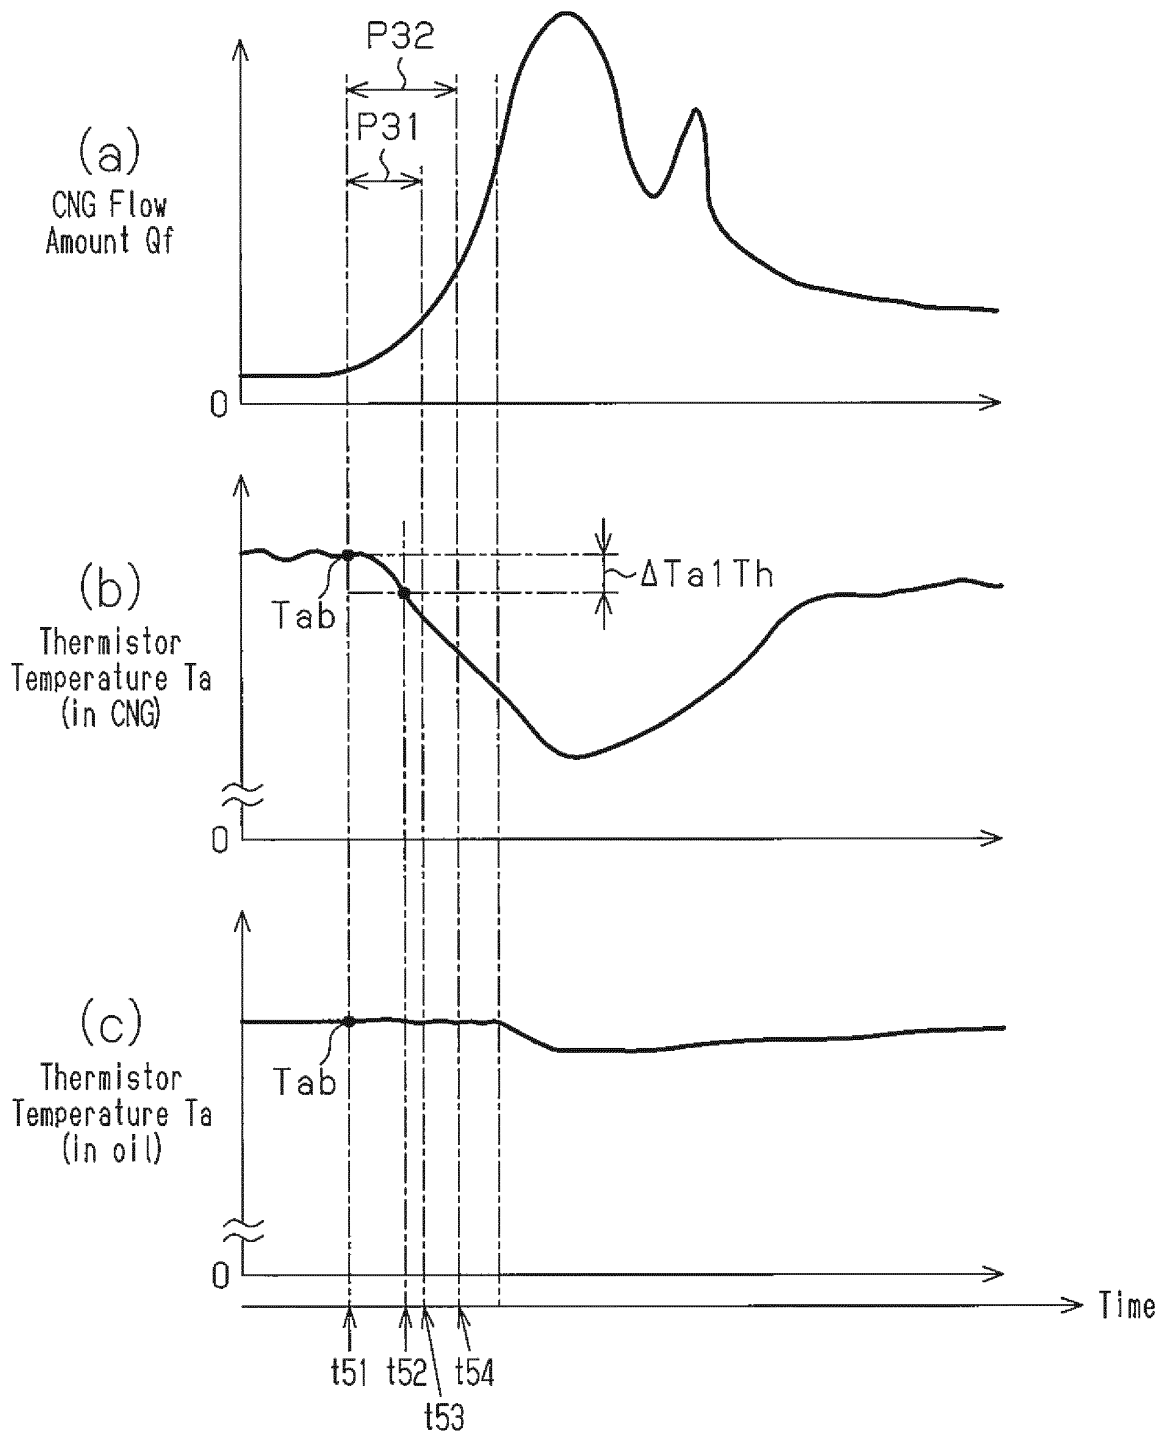 P32
P31
(a)
CNG Flow
Amount Qf
0
(b)
Thermistor
Temperature Ta
(in CNG)
Tab
ΔTa1Th
0
(c)
Thermistor
Temperature Ta
(in oil)
Tab
0
Time
t51 t52 t54
t53